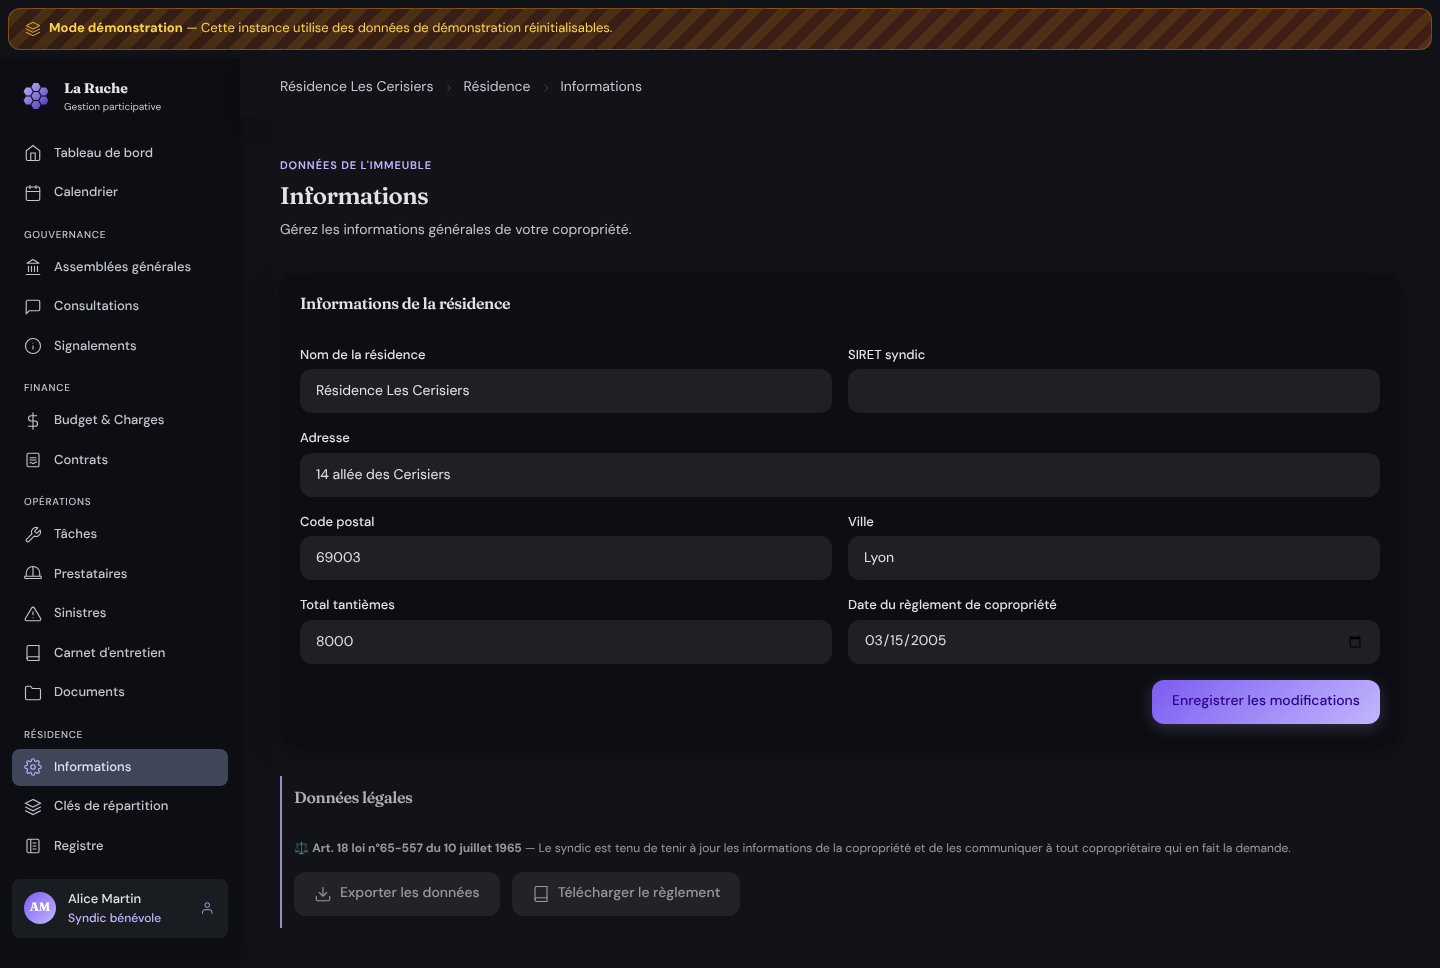 Mode démonstration — Cette instance utilise des données de démonstration réinitialisables.
La Ruche
Gestion participative
Tableau de bord
Calendrier
GOUVERNANCE
Assemblées générales
Consultations
Signalements
FINANCE
Budget & Charges
Contrats
OPÉRATIONS
Tâches
Prestataires
Sinistres
Carnet d'entretien
Documents
RÉSIDENCE
Informations
Clés de répartition
Registre
AM
Alice Martin
Syndic bénévole
Résidence Les Cerisiers > Résidence > Informations
DONNÉES DE L'IMMEUBLE
Informations
Gérez les informations générales de votre copropriété.
Informations de la résidence
Nom de la résidence
Résidence Les Cerisiers
SIRET syndic
Adresse
14 allée des Cerisiers
Code postal
69003
Ville
Lyon
Total tantièmes
8000
Date du règlement de copropriété
03/15/2005
Enregistrer les modifications
Données légales
⚖️ Art. 18 loi n°65-557 du 10 juillet 1965 — Le syndic est tenu de tenir à jour les informations de la copropriété et de les communiquer à tout copropriétaire qui en fait la demande.
Exporter les données
Télécharger le règlement